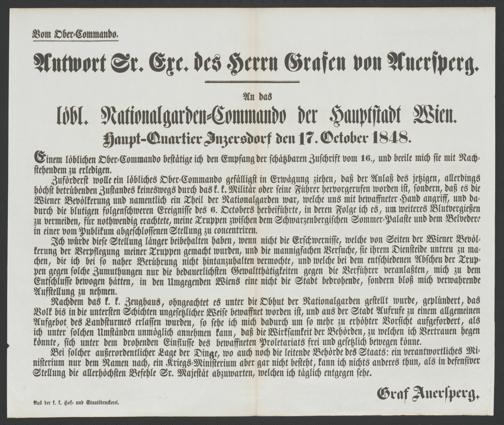 Vom Ober-Commando.
Antwort Sr. Exc. des Herrn Grafen von Auersperg.
An das
löbl. Nationalgarden-Commando der Hauptstadt Wien.
Haupt-Quartier Inzersdorf den 17. October 1848.
Einem löblichen Ober-Commando bestätige ich den Empfang der schätzbaren Zuschrift vom 16., und beeile mich sie mit Nach-
stehendem zu erledigen.
Zuförderst wolle ein löbliches Ober-Commando gefälligst in Erwägung ziehen, daß der Anlaß des jetzigen, allerdings
höchst betrübenden Zustandes keineswegs durch das k. k. Militär oder seine Führer hervorgerufen worden ist, sondern, daß es die
Wiener Bevölkerung und namentlich ein Theil der Nationalgarden war, welche uns mit bewaffneter Hand angriff, und da-
durch die blutigen folgenschweren Ereignisse des 6. Octobers herbeiführte, in deren Folge ich es, um weiteres Blutvergießen
zu vermeiden, für nothwendig erachtete, meine Truppen zwischen dem Schwarzenbergischen Sommer-Palaste und dem Belvedere
in einer vom Publikum abgeschlossenen Stellung zu concentriren.
Ich würde diese Stellung länger beibehalten haben, wenn nicht die Erschwernisse, welche von Seiten der Wiener Bevöl-
kerung der Verpflegung meiner Truppen gemacht wurden, und die mannigfachen Versuche, sie ihrem Diensteide untreu zu ma-
chen, die ich bei so naher Berührung nicht hintanzuhalten vermochte, und welche bei dem entschiedenen Abscheu der Trup-
pen gegen solche Zumuthungen nur die bedauerlichsten Gewaltthätigkeiten gegen die Verführer veranlaßten, mich zu dem
Entschlusse bewogen hätten, in den Umgegenden Wiens eine nicht die Stadt bedrohende, sondern bloß mich verwahrende
Aufstellung zu nehmen.
Nachdem das k. k. Zeughaus, ohngeachtet es unter die Obhut der Nationalgarden gestellt wurde, geplündert, das
Volk bis in die untersten Schichten ungesetzlicher Weise bewaffnet worden ist, und aus der Stadt Aufrufe zu einem allgemeinen
Aufgebot des Landsturmes erlassen wurden, so sehe ich mich dadurch um so mehr zu erhöhter Vorsicht aufgefordert, als
ich unter solchen Umständen unmöglich annehmen kann, daß die Wirksamkeit der Behörden, zu welchen ich Vertrauen hegen
könnte, sich unter dem drohenden Einflusse des bewaffneten Proletariats frei und gesetzlich bewegen könne.
Bei solcher außerordentlicher Lage der Dinge, wo auch noch die leitende Behörde des Staats: ein verantwortliches Mi-
nisterium nur dem Namen nach, ein Kriegs-Ministerium aber gar nicht besteht, kann ich nichts anderes thun, als in defensiver
Stellung die allerhöchsten Befehle Sr. Majestät abzuwarten, welchen ich täglich entgegen sehe.
Graf Auersperg.
Aus der k. k. Hof- und Staatsdruckerei.